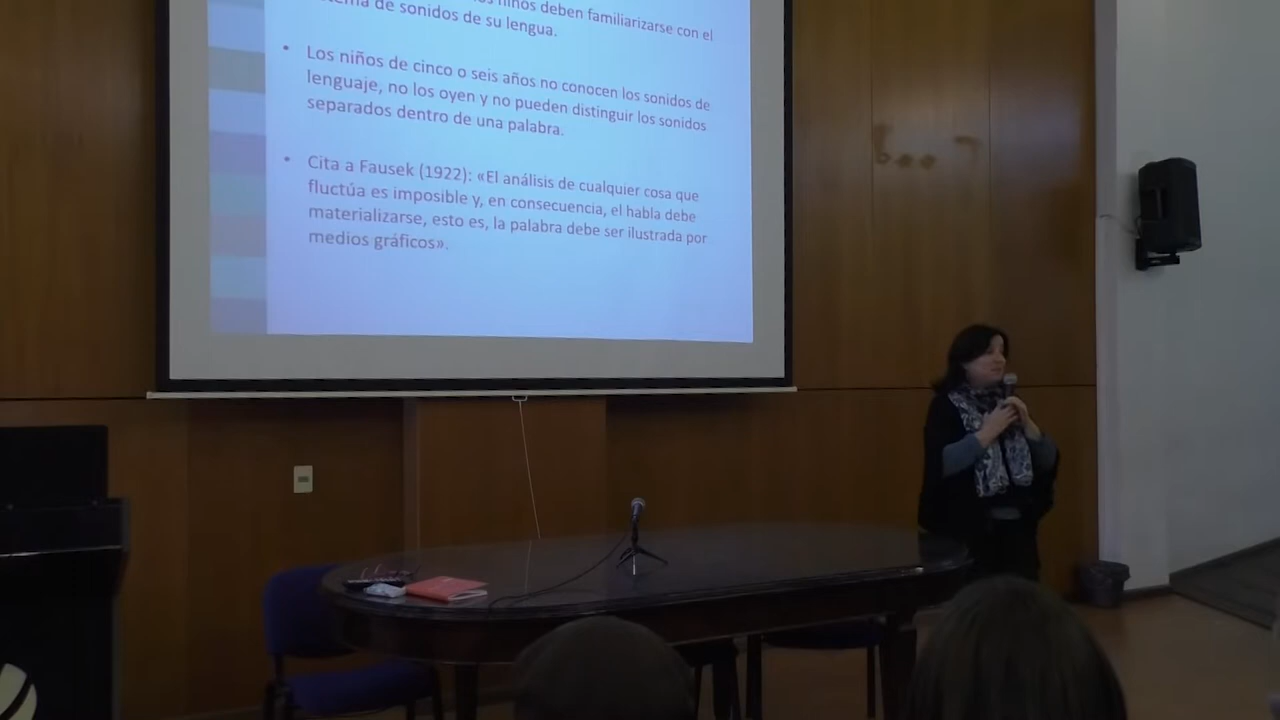 niños deben familiarizarse con el
de sonidos de su lengua.
• Los niños de cinco o seis años no conocen los sonidos de
lenguaje, no los oyen y no pueden distinguir los sonidos
separados dentro de una palabra.
• Cita a Fausek (1922): «El análisis de cualquier cosa que
fluctúa es imposible y, en consecuencia, el habla debe
materializarse, esto es, la palabra debe ser ilustrada por
medios gráficos».